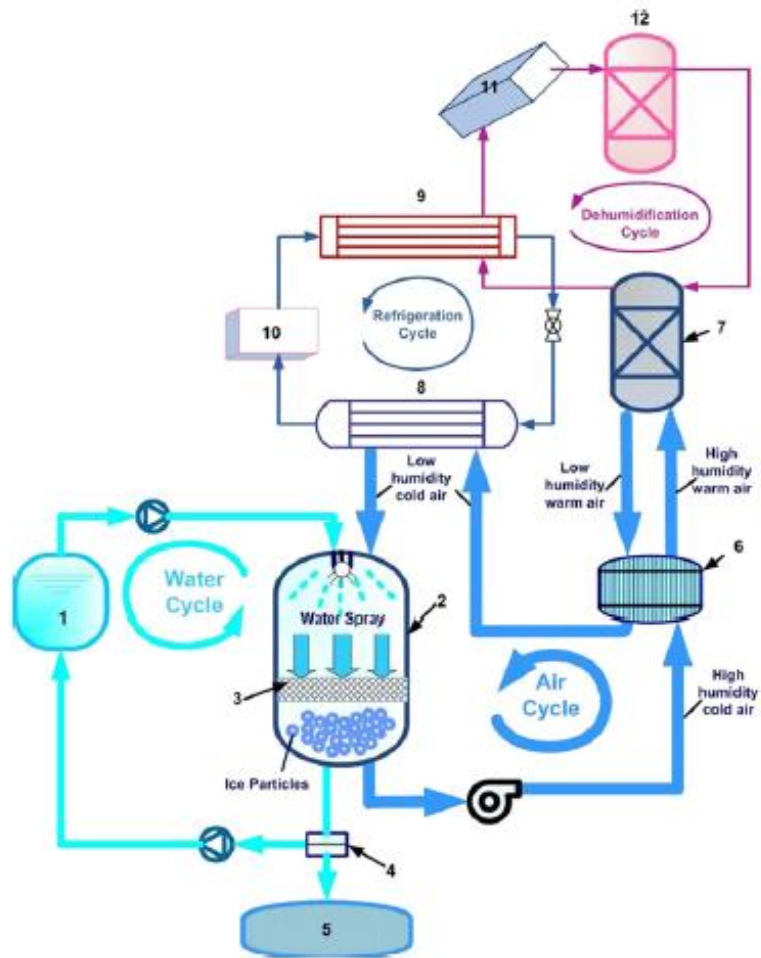 12
11
9
Dehumidification
Cycle
10
Refrigeration
Cycle
7
8
Low
humidity
cold air
Low
humidity
warm air
High
humidity
warm air
6
1
Water
Cycle
2
Water Spray
3
Air
Cycle
High
humidity
cold air
Ice Particles
4
5